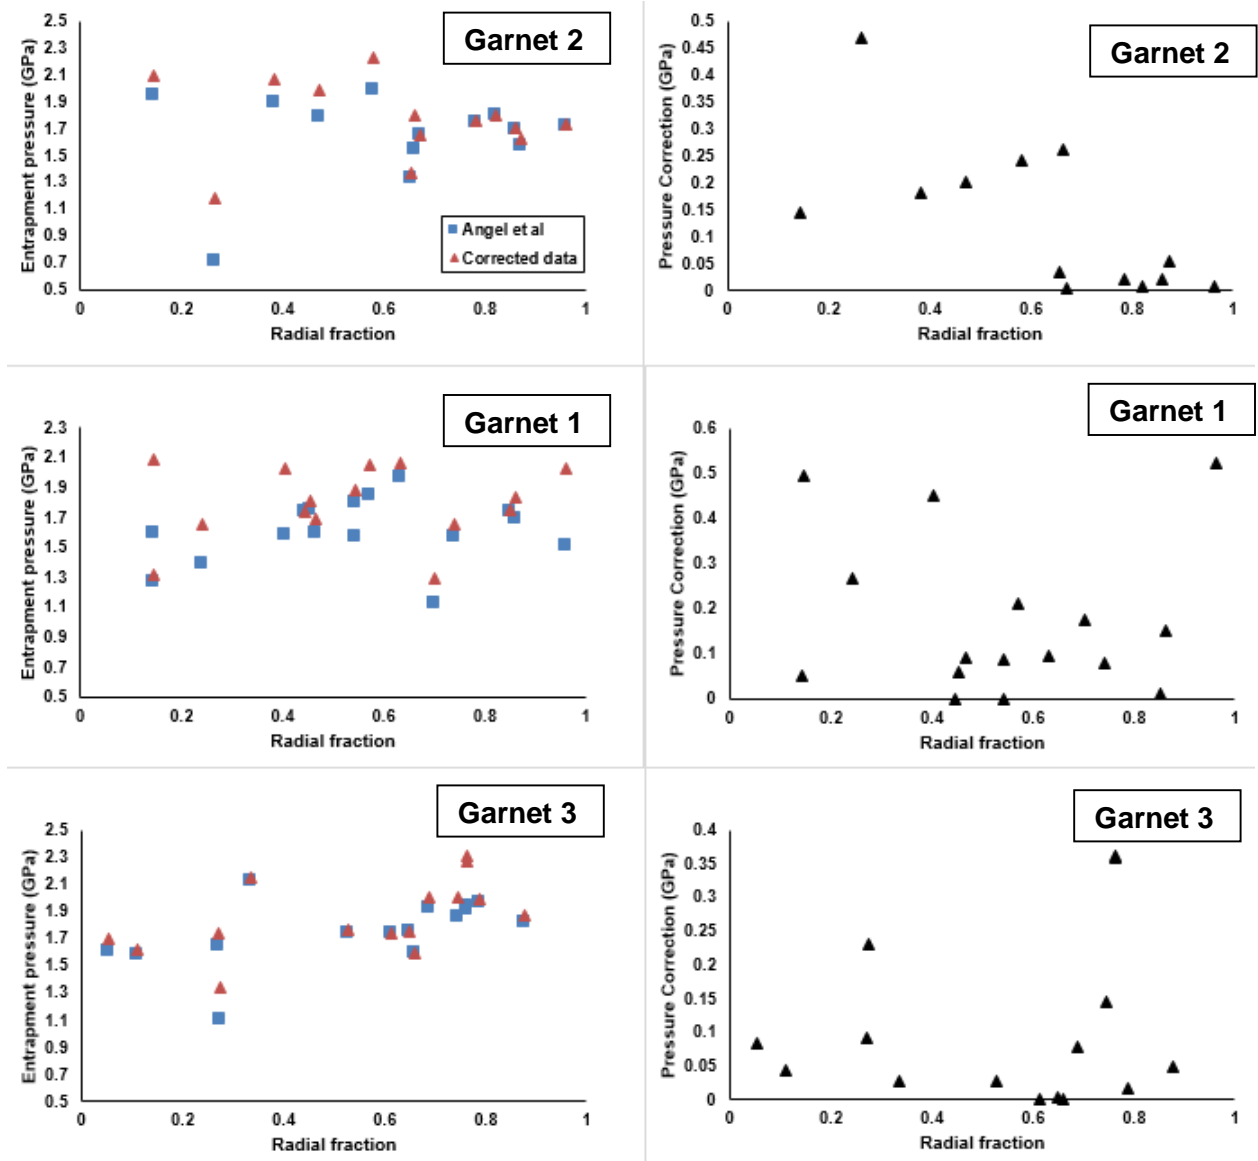 Garnet 2
Entrapment pressure (GPa)
2.5
2.3
2.1
1.9
1.7
1.5
1.3
1.1
0.9
0.7
0.5
Angel et al
Corrected data
0 0.2 0.4 0.6 0.8 1
Radial fraction
Garnet 2
Pressure Correction (GPa)
0.5
0.45
0.4
0.35
0.3
0.25
0.2
0.15
0.1
0.05
0
0 0.2 0.4 0.6 0.8 1
Radial fraction
Garnet 1
Entrapment pressure (GPa)
2.3
2.1
1.9
1.7
1.5
1.3
1.1
0.9
0.7
0.5
0 0.2 0.4 0.6 0.8 1
Radial fraction
Garnet 1
Pressure Correction (GPa)
0.6
0.5
0.4
0.3
0.2
0.1
0
0 0.2 0.4 0.6 0.8 1
Radial fraction
Garnet 3
Entrapment pressure (GPa)
2.5
2.3
2.1
1.9
1.7
1.5
1.3
1.1
0.9
0.7
0.5
0 0.2 0.4 0.6 0.8 1
Radial fraction
Garnet 3
Pressure Correction (GPa)
0.4
0.35
0.3
0.25
0.2
0.15
0.1
0.05
0
0 0.2 0.4 0.6 0.8 1
Radial fraction